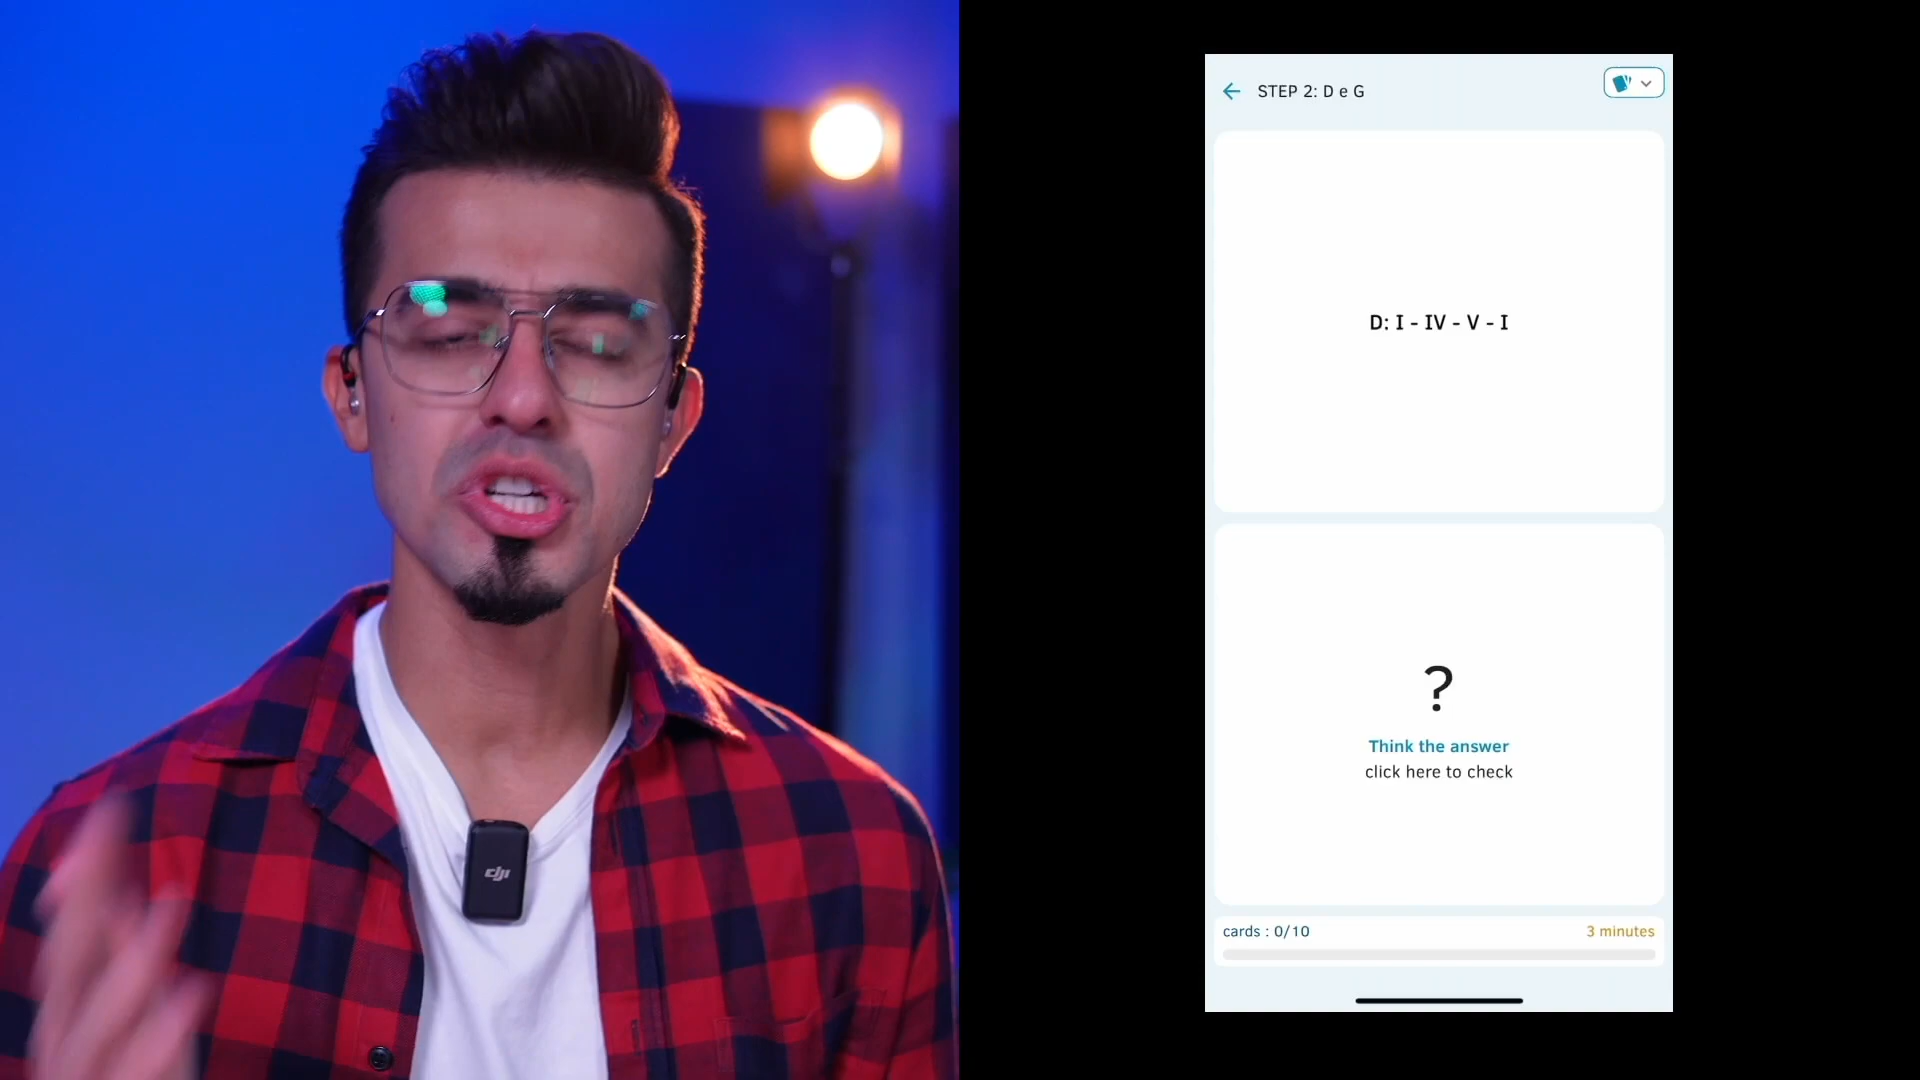 STEP 2: D e G
D: I - IV - V - I
?
Think the answer
click here to check
cards : 0/10
3 minutes
dji